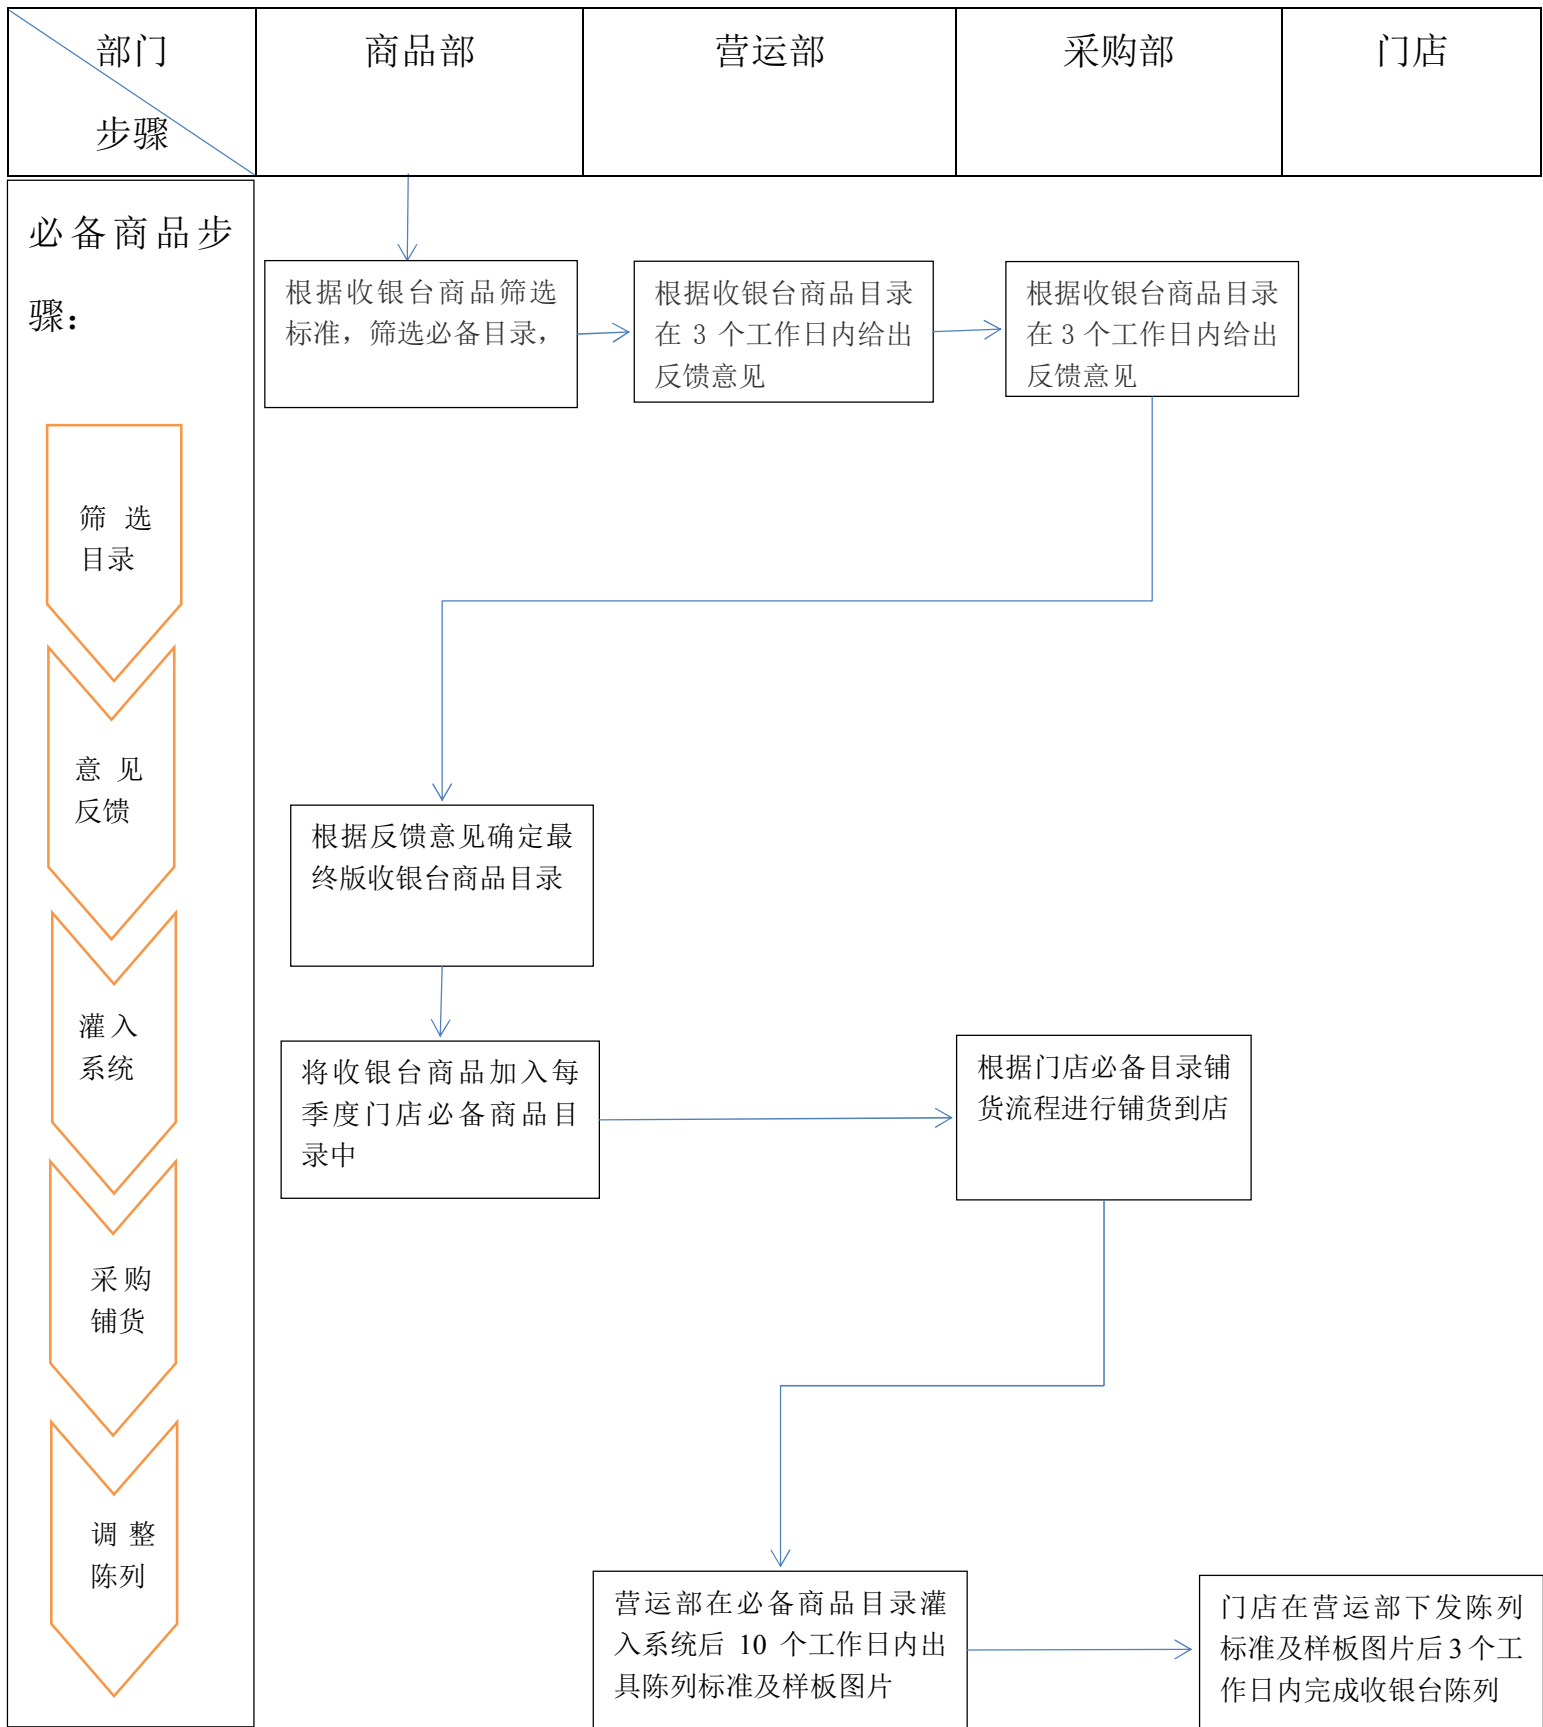 部门
步骤
商品部
营运部
采购部
门店
必备商品步
骤：
根据收银台商品筛选
标准，筛选必备目录，
根据收银台商品目录
在 3 个工作日内给出
反馈意见
根据收银台商品目录
在 3 个工作日内给出
反馈意见
筛 选
目录
意 见
反馈
根据反馈意见确定最
终版收银台商品目录
灌入
系统
将收银台商品加入每
季度门店必备商品目
录中
根据门店必备目录铺
货流程进行铺货到店
采购
铺货
调 整
陈列
营运部在必备商品目录灌
入系统后 10 个工作日内出
具陈列标准及样板图片
门店在营运部下发陈列
标准及样板图片后 3 个工
作日内完成收银台陈列